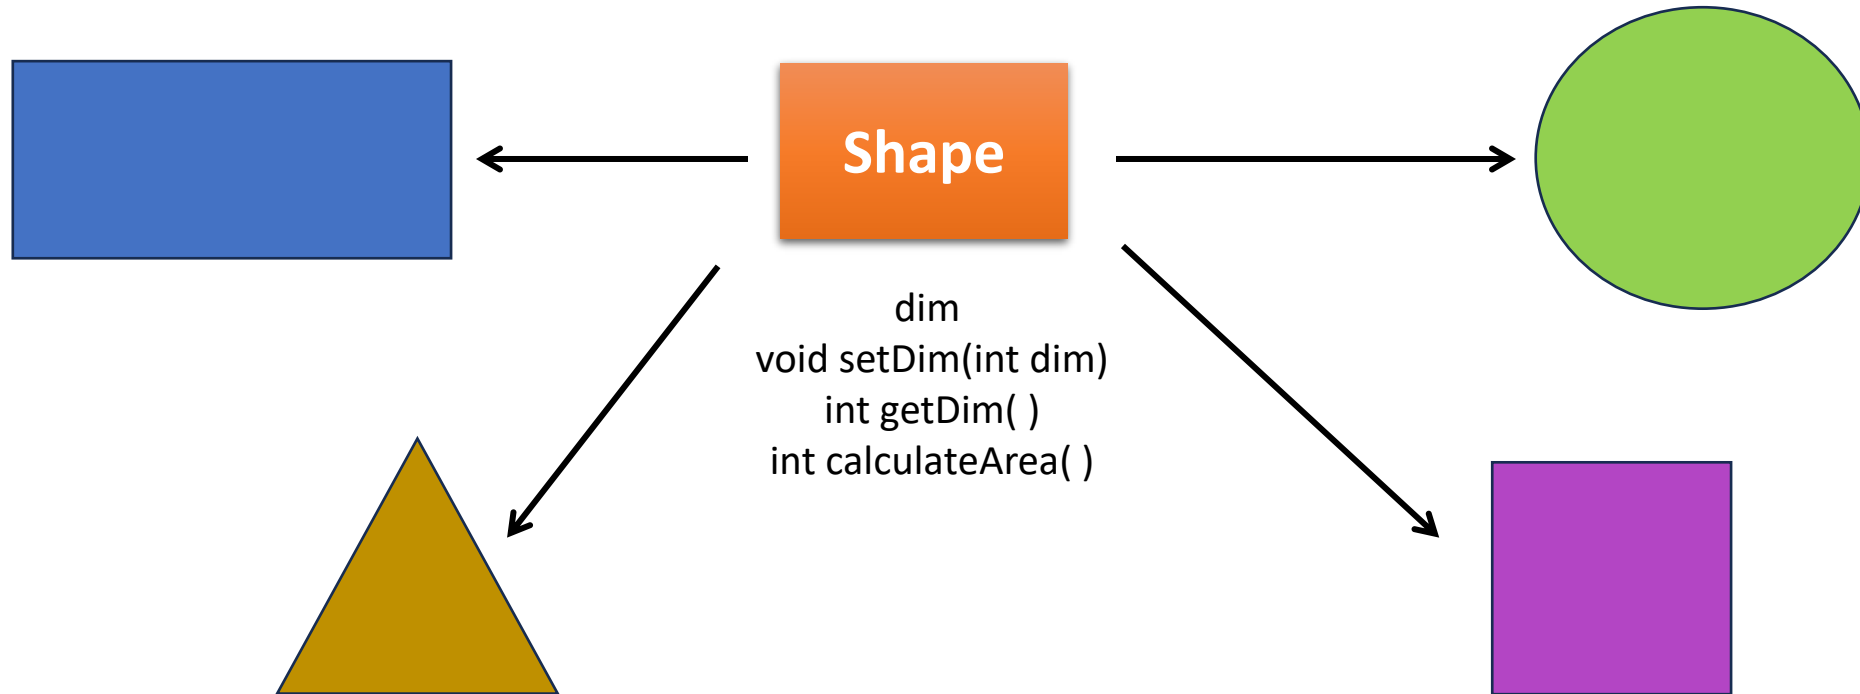 Shape
dim
void setDim(int dim)
int getDim( )
int calculateArea( )